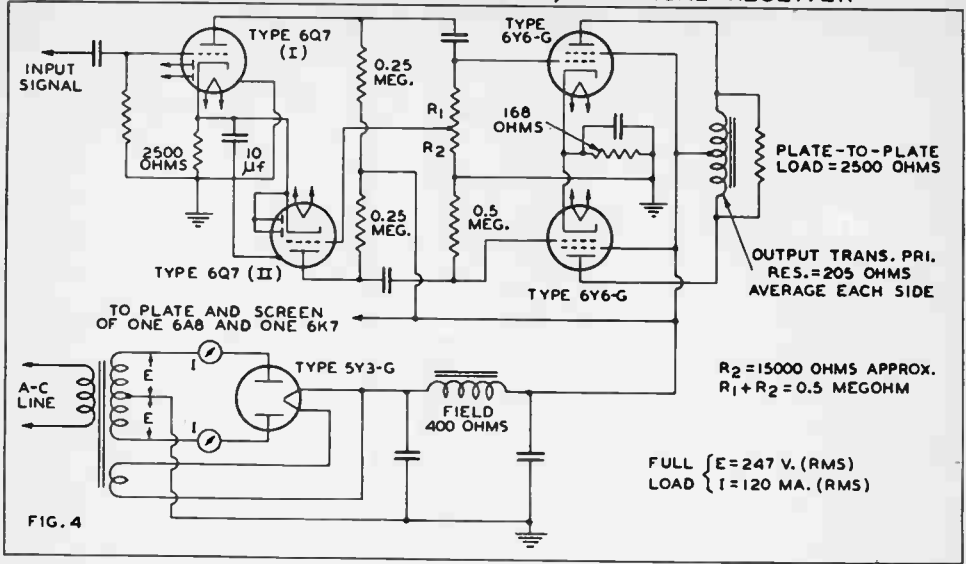 RECEIVER
TYPE 6Q7
(I)
INPUT
SIGNAL
0.25
MEG.
TYPE
6Y6-G
R1
R2
168
OHMS
2500
OHMS
10
µf
PLATE-TO-PLATE
LOAD = 2500 OHMS
0.25
MEG.
0.5
MEG.
TYPE 6Q7 (II)
TYPE 6Y6-G
OUTPUT TRANS. PRI.
RES. = 205 OHMS
AVERAGE EACH SIDE
TO PLATE AND SCREEN
OF ONE 6A8 AND ONE 6K7
A-C
LINE
E
E
I
I
TYPE 5Y3-G
FIELD
400 OHMS
R2 = 15000 OHMS APPROX.
R1 + R2 = 0.5 MEGOHM
FULL { E = 247 V. (RMS)
LOAD { I = 120 MA. (RMS)
FIG. 4